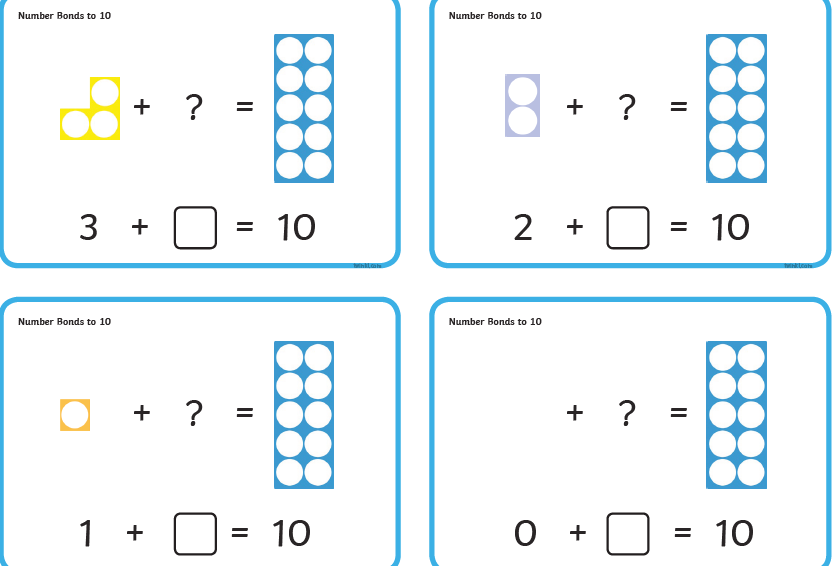 Number Bonds to 10
+ ? =
3 + = 10
Number Bonds to 10
+ ? =
2 + = 10
Number Bonds to 10
+ ? =
1 + = 10
Number Bonds to 10
+ ? =
0 + = 10